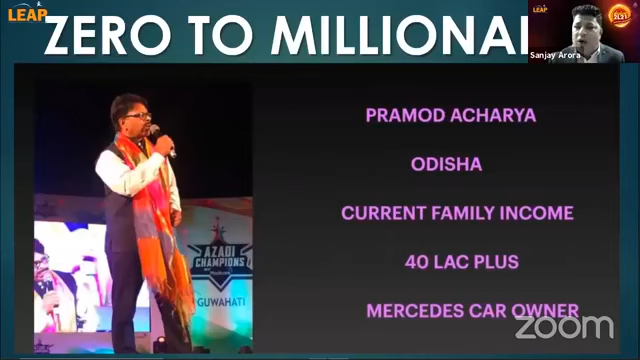 LEAP
ZERO TO MILLIONAI
LEAP
Sanjay Arora
PRAMOD ACHARYA
ODISHA
CURRENT FAMILY INCOME
40 LAC PLUS
MERCEDES CAR OWNER
AZADI
CHAMPIONS
GUWAHATI
zoom